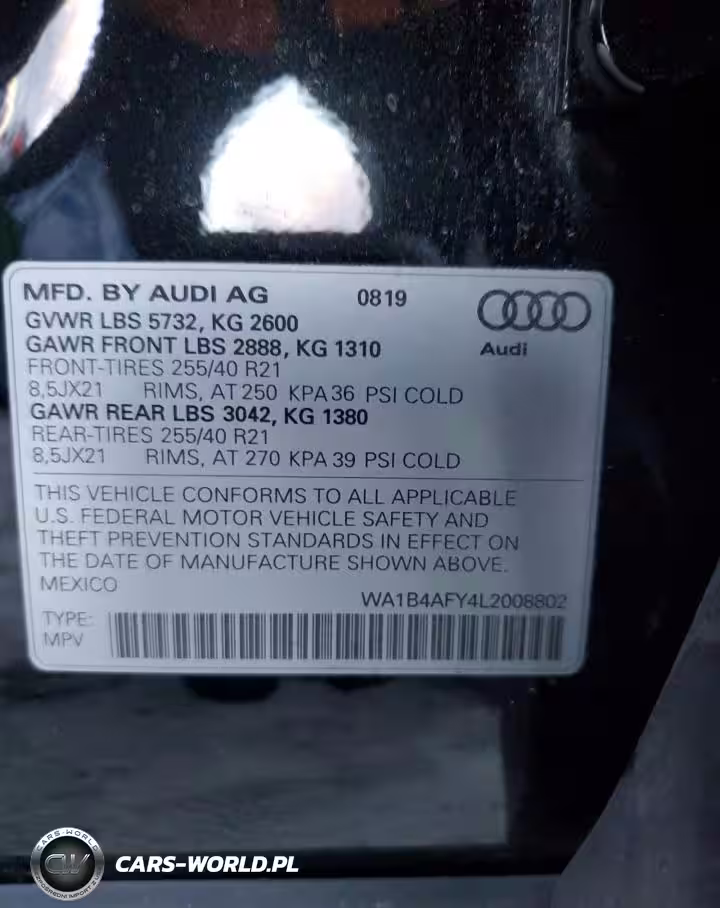 MFD. BY AUDI AG 0819
GVWR LBS 5732, KG 2600
GAWR FRONT LBS 2888, KG 1310
Audi
FRONT-TIRES 255/40 R21
8,5JX21 RIMS, AT 250 KPA 36 PSI COLD
GAWR REAR LBS 3042, KG 1380
REAR-TIRES 255/40 R21
8,5JX21 RIMS, AT 270 KPA 39 PSI COLD
THIS VEHICLE CONFORMS TO ALL APPLICABLE
U.S. FEDERAL MOTOR VEHICLE SAFETY AND
THEFT PREVENTION STANDARDS IN EFFECT ON
THE DATE OF MANUFACTURE SHOWN ABOVE.
MEXICO
WA1B4AFY4L2008802
TYPE:
MPV
CARS-WORLD
CW
CARS-WORLD.PL